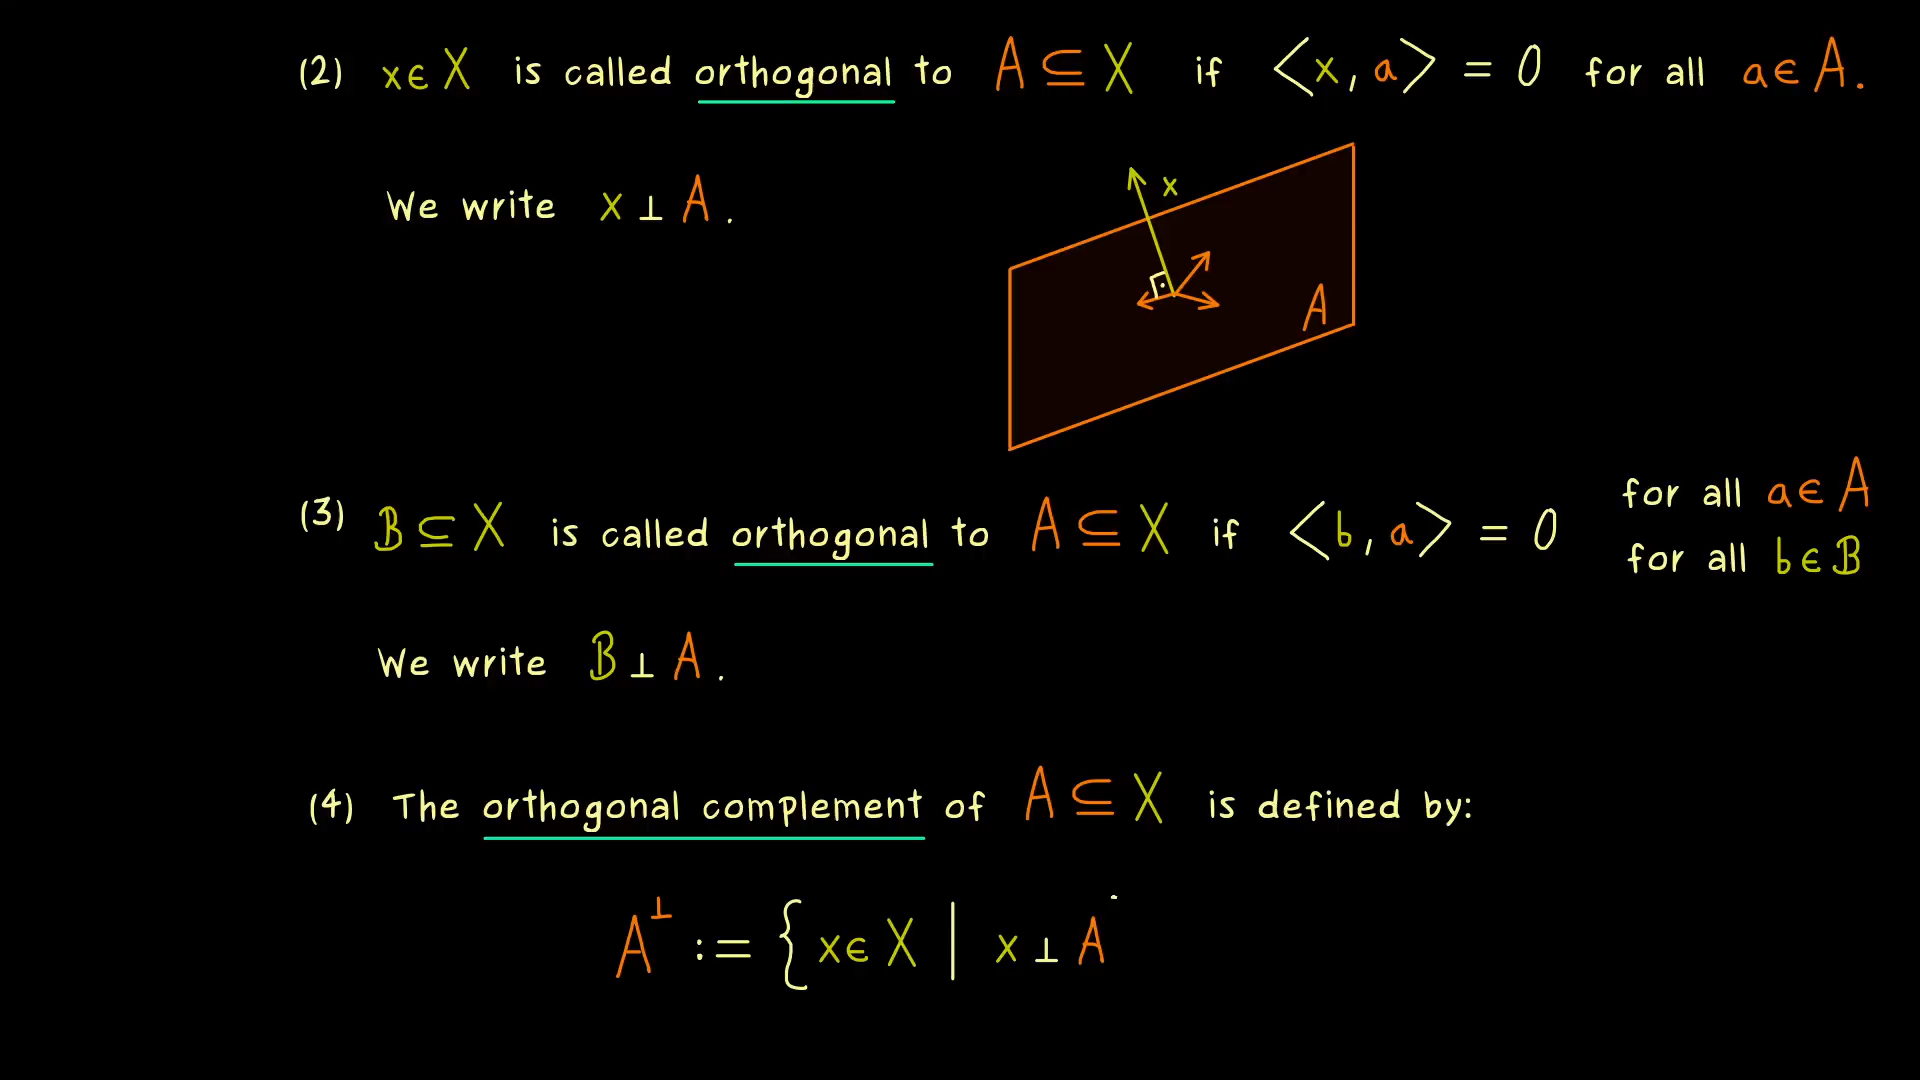 (2) x∈X is called orthogonal to A⊆X if <x, a> = 0 for all a∈A.
We write x⊥A.
x
A
(3) B⊆X is called orthogonal to A⊆X if <b, a> = 0 for all a∈A
for all b∈B
We write B⊥A.
(4) The orthogonal complement of A⊆X is defined by:
A^⊥ := { x∈X | x⊥A